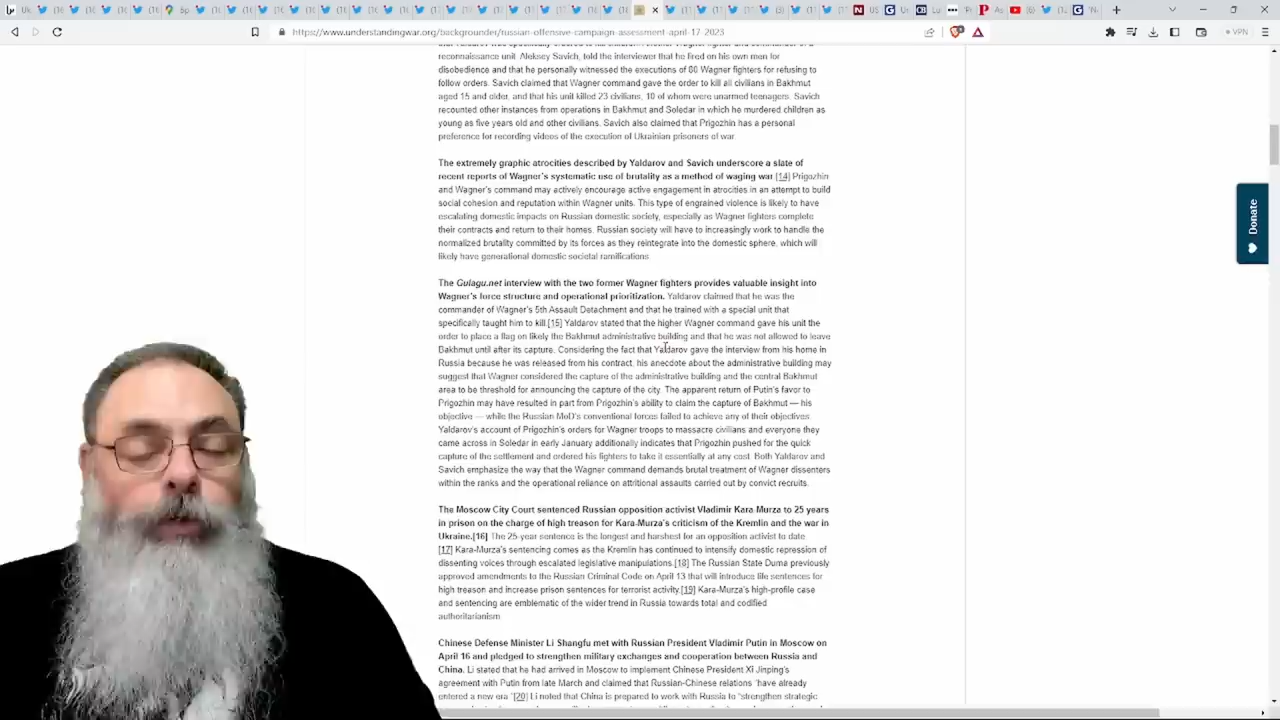 https://www.understandingwar.org/backgrounder/russian-offensive-campaign-assessment-april-17-2023
VPN
reconnaissance unit, Aleksey Savich, told the interviewer that he fired on his own men for
disobedience and that he personally witnessed the executions of 80 Wagner fighters for refusing to
follow orders. Savich claimed that Wagner command gave the order to kill all civilians in Bakhmut
aged 15 and older, and that his unit killed 23 civilians, 10 of whom were unarmed teenagers. Savich
recounted other instances from operations in Bakhmut and Soledar in which he murdered children as
young as five years old and other civilians. Savich also claimed that Prigozhin has a personal
preference for recording videos of the execution of Ukrainian prisoners of war.
The extremely graphic atrocities described by Yaldarov and Savich underscore a slate of
recent reports of Wagner's systematic use of brutality as a method of waging war.[14] Prigozhin
and Wagner's command may actively encourage active engagement in atrocities in an attempt to build
social cohesion and reputation within Wagner units. This type of engrained violence is likely to have
escalating domestic impacts on Russian domestic society, especially as Wagner fighters complete
their contracts and return to their homes. Russian society will have to increasingly work to handle the
normalized brutality committed by its forces as they reintegrate into the domestic sphere, which will
likely have generational domestic societal ramifications.
The Gulagu.net interview with the two former Wagner fighters provides valuable insight into
Wagner's force structure and operational prioritization. Yaldarov claimed that he was the
commander of Wagner's 5th Assault Detachment and that he trained with a special unit that
specifically taught him to kill.[15] Yaldarov stated that the higher Wagner command gave his unit the
order to place a flag on likely the Bakhmut administrative building and that he was not allowed to leave
Bakhmut until after its capture. Considering the fact that Yaldarov gave the interview from his home in
Russia because he was released from his contract, his anecdote about the administrative building may
suggest that Wagner considered the capture of the administrative building and the central Bakhmut
area to be threshold for announcing the capture of the city. The apparent return of Putin's favor to
Prigozhin may have resulted in part from Prigozhin's ability to claim the capture of Bakhmut — his
objective — while the Russian MoD's conventional forces failed to achieve any of their objectives.
Yaldarov's account of Prigozhin's orders for Wagner troops to massacre civilians and everyone they
came across in Soledar in early January additionally indicates that Prigozhin pushed for the quick
capture of the settlement and ordered his fighters to take it essentially at any cost. Both Yaldarov and
Savich emphasize the way that the Wagner command demands brutal treatment of Wagner dissenters
within the ranks and the operational reliance on attritional assaults carried out by convict recruits.
The Moscow City Court sentenced Russian opposition activist Vladimir Kara-Murza to 25 years
in prison on the charge of high treason for Kara-Murza's criticism of the Kremlin and the war in
Ukraine.[16] The 25-year sentence is the longest and harshest for an opposition activist to date.
[17] Kara-Murza's sentencing comes as the Kremlin has continued to intensify domestic repression of
dissenting voices through escalated legislative manipulations.[18] The Russian State Duma previously
approved amendments to the Russian Criminal Code on April 13 that will introduce life sentences for
high treason and increase prison sentences for terrorist activity.[19] Kara-Murza's high-profile case
and sentencing are emblematic of the wider trend in Russia towards total and codified
authoritarianism.
Chinese Defense Minister Li Shangfu met with Russian President Vladimir Putin in Moscow on
April 16 and pledged to strengthen military exchanges and cooperation between Russia and
China. Li stated that he had arrived in Moscow to implement Chinese President Xi Jinping's
agreement with Putin from late March and claimed that Russian-Chinese relations "have already
entered a new era."[20] Li noted that China is prepared to work with Russia to "strengthen strategic
Donate